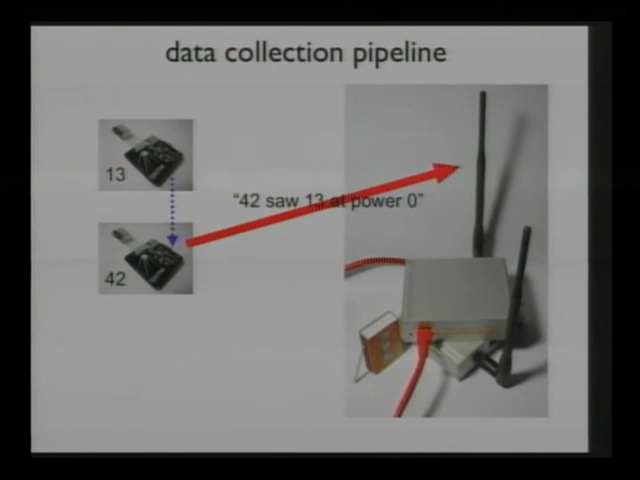 data collection pipeline
13
"42 saw 13 at power 0"
42